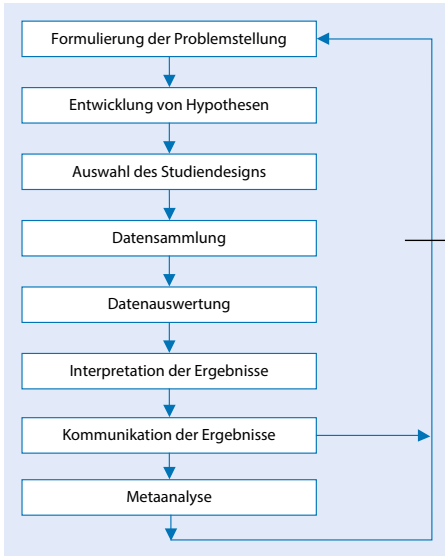 Formulierung der Problemstellung
Entwicklung von Hypothesen
Auswahl des Studiendesigns
Datensammlung
Datenauswertung
Interpretation der Ergebnisse
Kommunikation der Ergebnisse
Metaanalyse